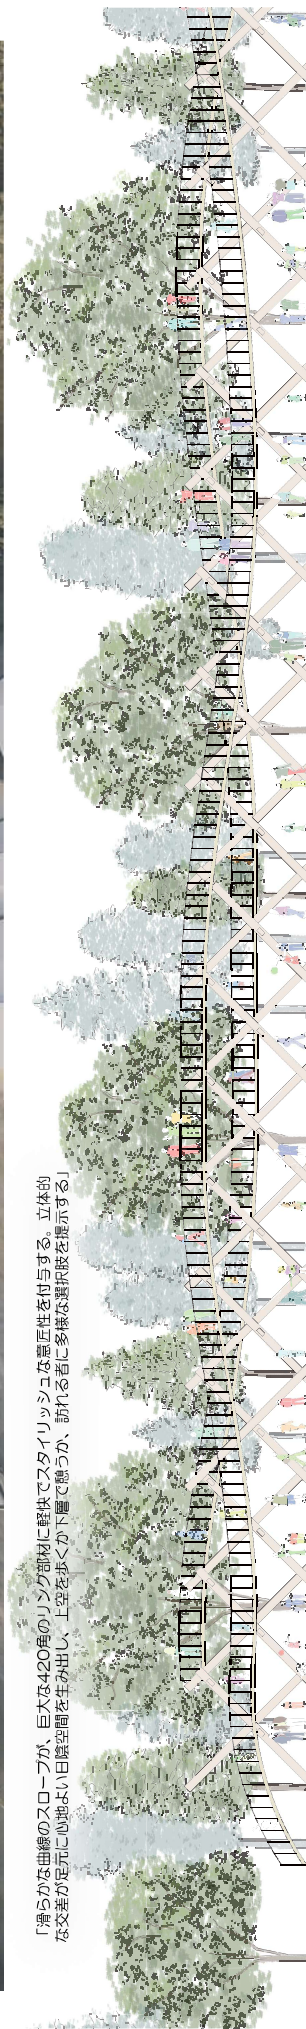 「滑らかな曲線のスロープが、巨大な420角のリング部材に軽快でスタイリッシュな意匠性を付与する。立体的
な交差が足元に心地よい日陰空間を生み出し、上空を歩くか下層で憩うか、訪れる者に多様な選択肢を提示する」